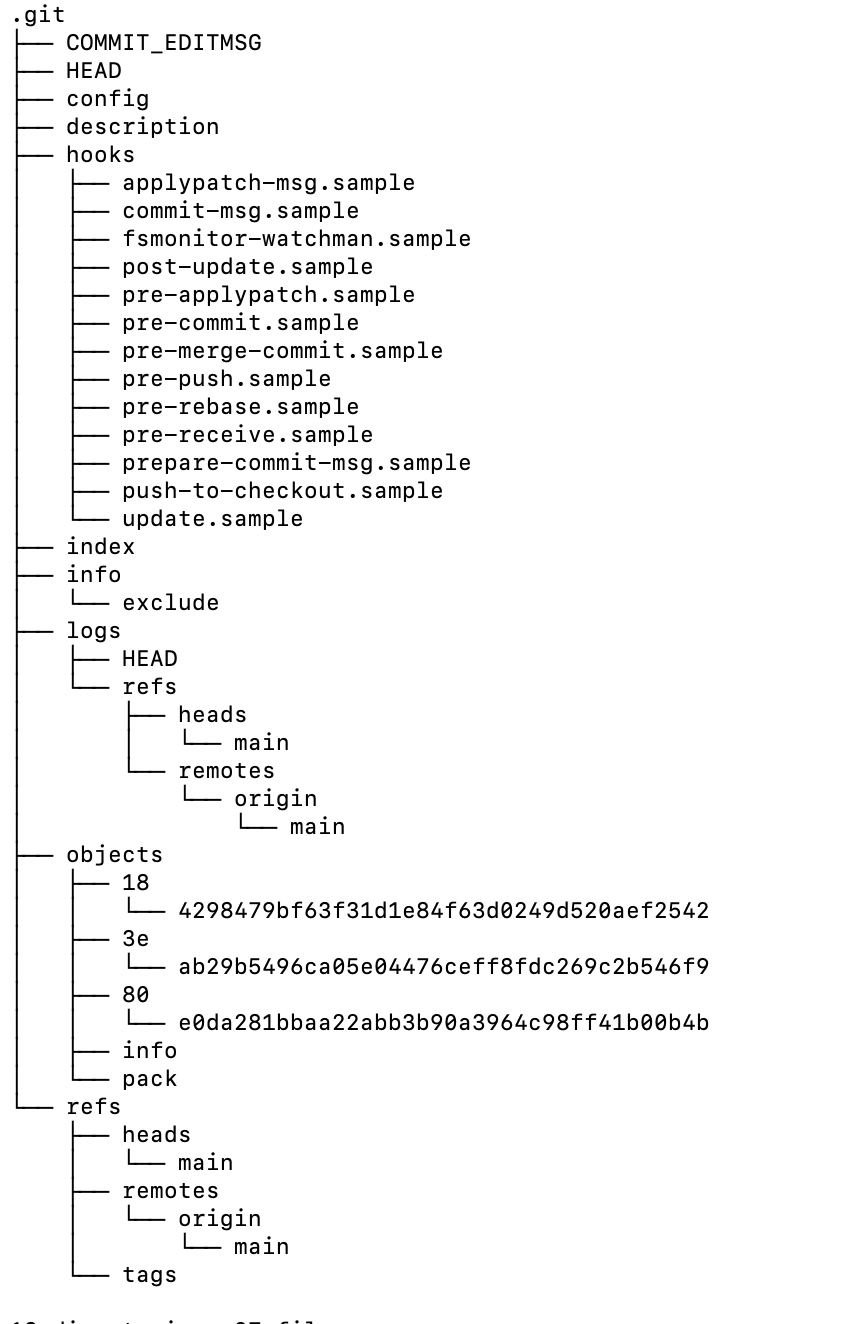 .git
├── COMMIT_EDITMSG
├── HEAD
├── config
├── description
├── hooks
│   ├── applypatch-msg.sample
│   ├── commit-msg.sample
│   ├── fsmonitor-watchman.sample
│   ├── post-update.sample
│   ├── pre-applypatch.sample
│   ├── pre-commit.sample
│   ├── pre-merge-commit.sample
│   ├── pre-push.sample
│   ├── pre-rebase.sample
│   ├── pre-receive.sample
│   ├── prepare-commit-msg.sample
│   ├── push-to-checkout.sample
│   └── update.sample
├── index
├── info
│   └── exclude
├── logs
│   ├── HEAD
│   └── refs
│       ├── heads
│       │   └── main
│       └── remotes
│           └── origin
│               └── main
├── objects
│   ├── 18
│   │   └── 4298479bf63f31d1e84f63d0249d520aef2542
│   ├── 3e
│   │   └── ab29b5496ca05e04476ceff8fdc269c2b546f9
│   ├── 80
│   │   └── e0da281bbaa22abb3b90a3964c98ff41b00b4b
│   ├── info
│   └── pack
└── refs
    ├── heads
    │   └── main
    ├── remotes
    │   └── origin
    │       └── main
    └── tags